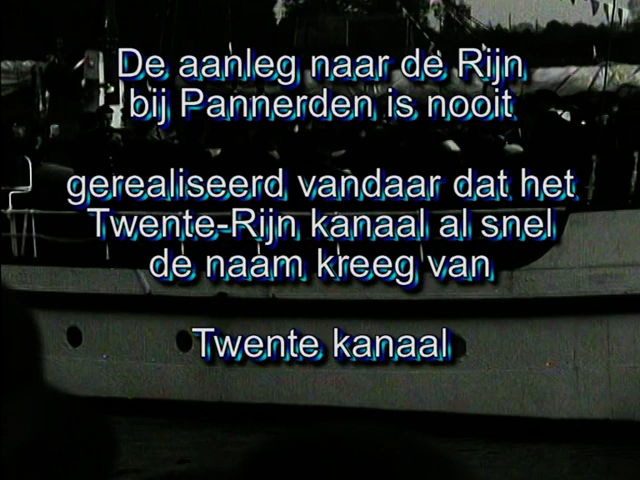 De aanleg naar de Rijn
bij Pannerden is nooit
gerealiseerd vandaar dat het
Twente-Rijn kanaal al snel
de naam kreeg van
Twente kanaal